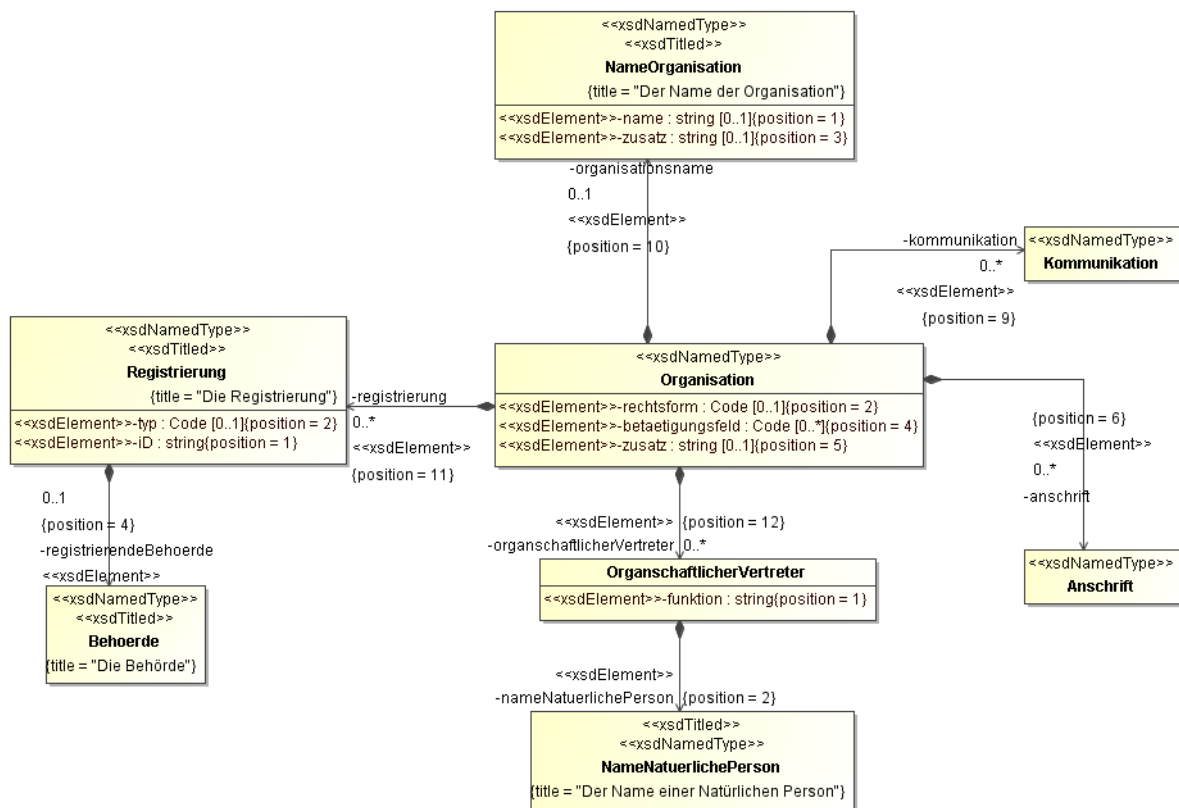 <<xsdNamedType>>
<<xsdTitled>>
NameOrganisation
{title = "Der Name der Organisation"}
<<xsdElement>>-name : string [0..1]{position = 1}
<<xsdElement>>-zusatz : string [0..1]{position = 3}
-organisationsname
0..1
<<xsdElement>>
{position = 10}
-kommunikation
0..*
<<xsdElement>>
{position = 9}
<<xsdNamedType>>
Kommunikation
<<xsdNamedType>>
<<xsdTitled>>
Registrierung
{title = "Die Registrierung"}
<<xsdElement>>-typ : Code [0..1]{position = 2}
<<xsdElement>>-iD : string{position = 1}
-registrierung
0..*
<<xsdElement>>
{position = 11}
<<xsdNamedType>>
Organisation
<<xsdElement>>-rechtsform : Code [0..1]{position = 2}
<<xsdElement>>-betaetigungsfeld : Code [0..*]{position = 4}
<<xsdElement>>-zusatz : string [0..1]{position = 5}
{position = 6}
<<xsdElement>>
0..*
-anschrift
0..1
{position = 4}
-registrierendeBehoerde
<<xsdElement>>
<<xsdElement>> {position = 12}
-organschaftlicherVertreter 0..*
<<xsdNamedType>>
Anschrift
OrganschaftlicherVertreter
<<xsdElement>>-funktion : string{position = 1}
<<xsdNamedType>>
<<xsdTitled>>
Behoerde
{title = "Die Behörde"}
<<xsdElement>>
-nameNatuerlichePerson {position = 2}
<<xsdTitled>>
<<xsdNamedType>>
NameNatuerlichePerson
{title = "Der Name einer Natürlichen Person"}